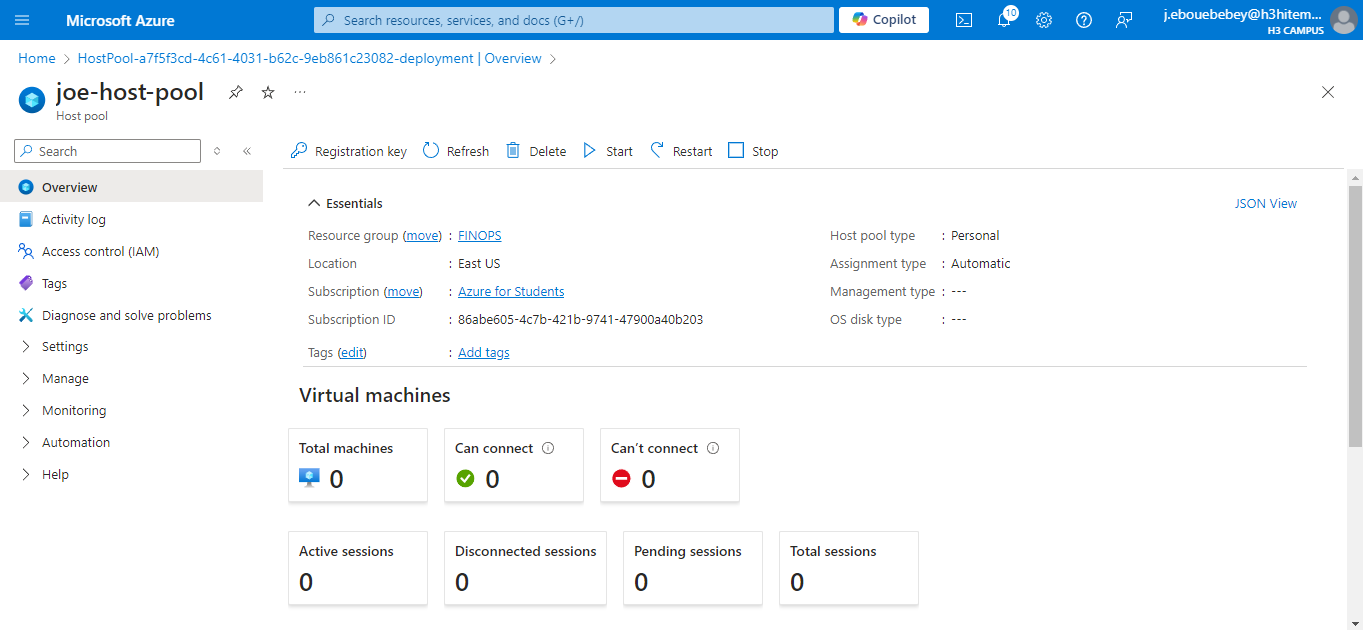 Microsoft Azure
Search resources, services, and docs (G+/)
Copilot
10
j.ebouebebey@h3hitem...
H3 CAMPUS
Home > HostPool-a7f5f3cd-4c61-4031-b62c-9eb861c23082-deployment | Overview >
joe-host-pool
Host pool
Search
Registration key
Refresh
Delete
Start
Restart
Stop
Overview
Activity log
Access control (IAM)
Tags
Diagnose and solve problems
Settings
Manage
Monitoring
Automation
Help
Essentials
JSON View
Resource group (move) : FINOPS
Location : East US
Subscription (move) : Azure for Students
Subscription ID : 86abe605-4c7b-421b-9741-47900a40b203
Tags (edit) : Add tags
Host pool type : Personal
Assignment type : Automatic
Management type : ---
OS disk type : ---
Virtual machines
Total machines
0
Can connect
0
Can't connect
0
Active sessions
0
Disconnected sessions
0
Pending sessions
0
Total sessions
0